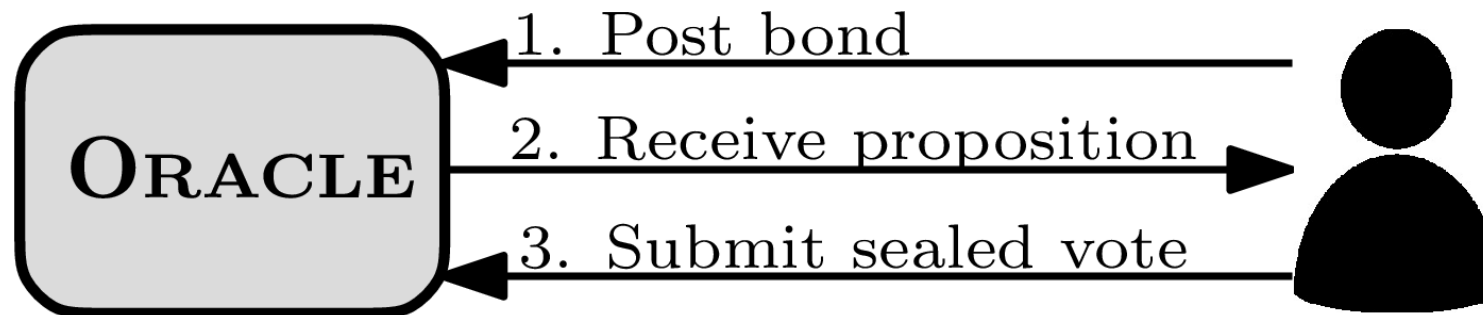 1. Post bond
ORACLE
2. Receive proposition
3. Submit sealed vote